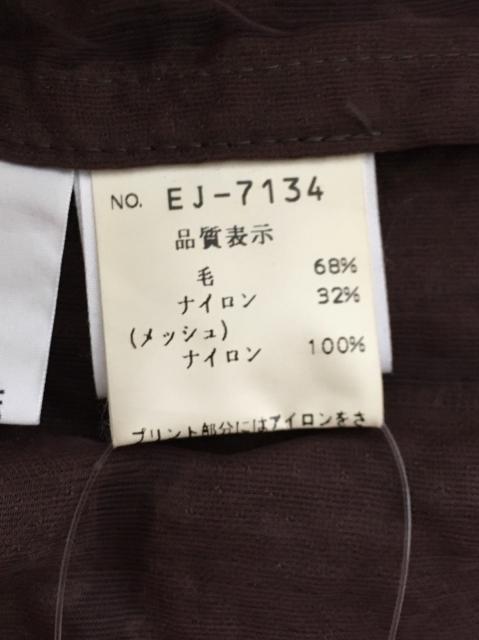 NO. EJ-7134
品質表示
毛 68%
ナイロン 32%
(メッシュ)
ナイロン 100%
プリント部分にはアイロンをさ